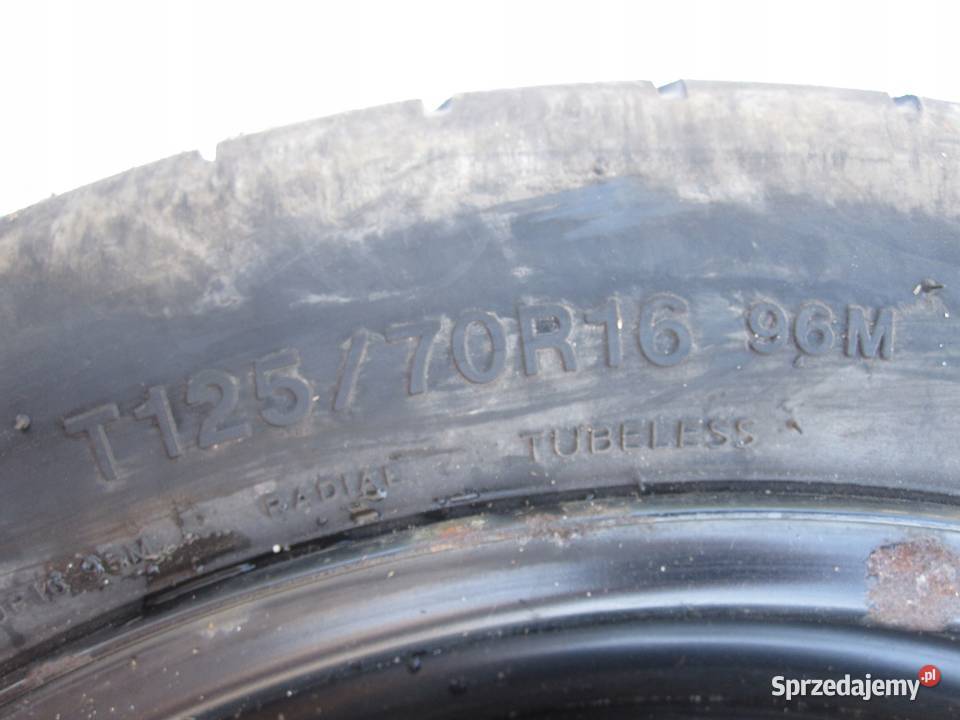 T125/70R16 96M
RADIAL TUBELESS
Sprzedajemy.pl